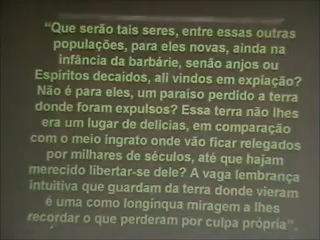 “Que serão tais seres, entre essas outras
populações, para eles novas, ainda na
infância da barbárie, senão anjos ou
Espíritos decaídos, ali vindos em expiação?
Não é para eles, um paraíso perdido a terra
donde foram expulsos? Essa terra não lhes
era um lugar de delicias, em comparação
com o meio ingrato onde vão ficar relegados
por milhares de séculos, até que hajam
merecido libertar-se dele? A vaga lembrança
intuitiva que guardam da terra donde vieram
é uma como longínqua miragem a lhes
recordar o que perderam por culpa própria”.